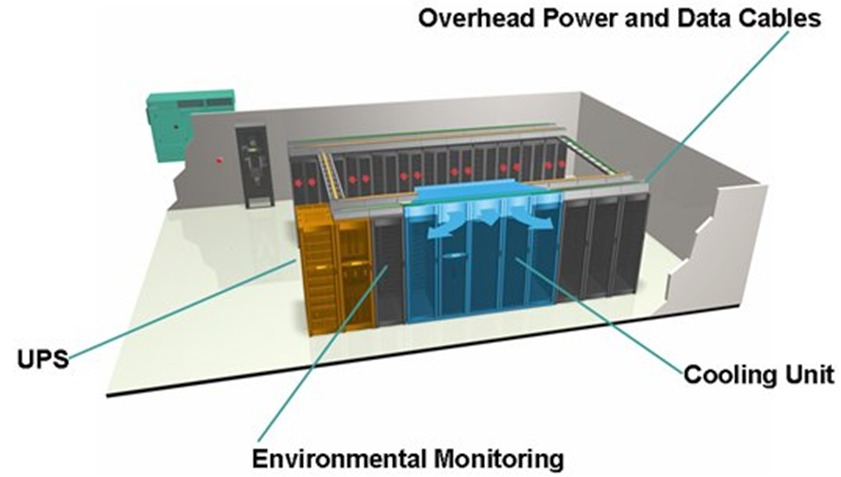 Overhead Power and Data Cables
UPS
Cooling Unit
Environmental Monitoring